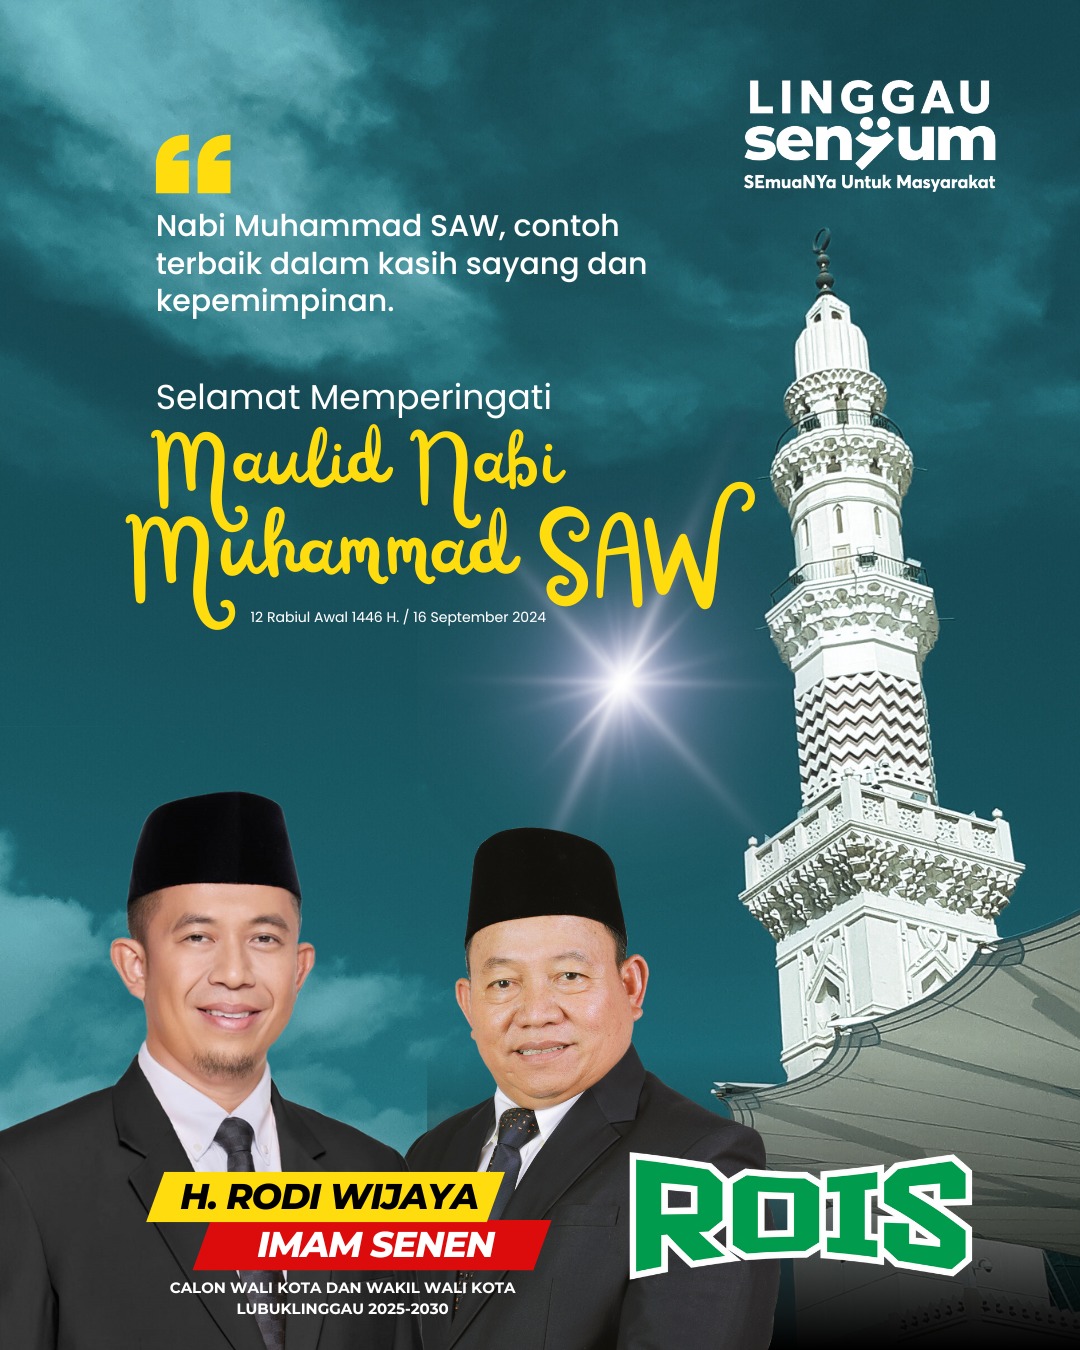 LINGGAU
senyum
SEmuaNYa Untuk Masyarakat
Nabi Muhammad SAW, contoh
terbaik dalam kasih sayang dan
kepemimpinan.
Selamat Memperingati
Maulid Nabi
Muhammad SAW
12 Rabiul Awal 1446 H. / 16 September 2024
H. RODI WIJAYA
IMAM SENEN
CALON WALI KOTA DAN WAKIL WALI KOTA
LUBUKLINGGAU 2025-2030
ROIS